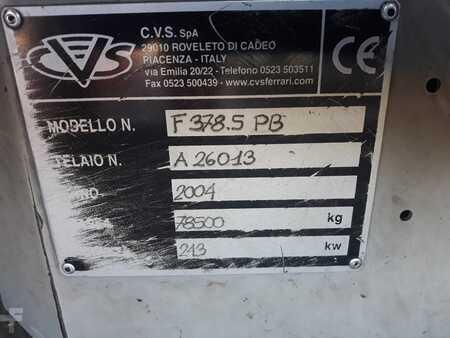 CVS
C.V.S. SpA
29010 ROVELETO DI CADEO
PIACENZA - ITALY
via Emilia 20/22 - Telefono 0523 503511
Fax 0523 500439 - www.cvsferrari.com
CE
MODELLO N. F 378.5 PB
TELAIO N. A 26013
2004
78500 kg
213 kw